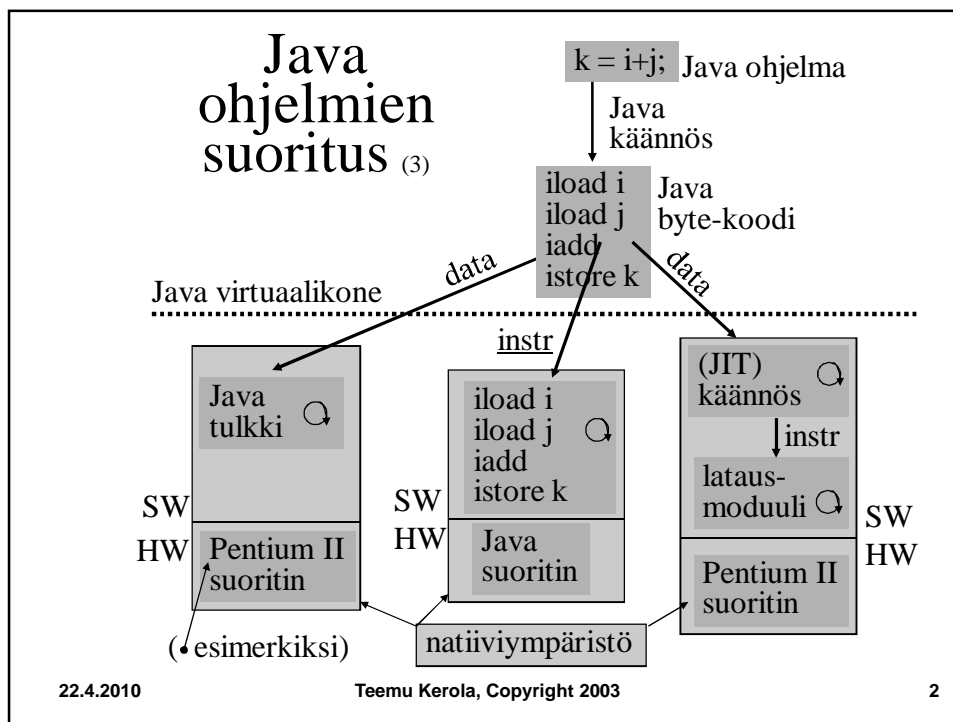 Java
ohjelmien
suoritus (3)
k = i+j;
Java ohjelma
Java
käännös
iload i
iload j
iadd
istore k
Java
byte-koodi
data
data
Java virtuaalikone
instr
Java
tulkki
SW
HW
Pentium II
suoritin
(• esimerkiksi)
iload i
iload j
iadd
istore k
SW
HW
Java
suoritin
natiiviympäristö
(JIT)
käännös
instr
lataus-
moduuli
SW
HW
Pentium II
suoritin
22.4.2010
Teemu Kerola, Copyright 2003
2